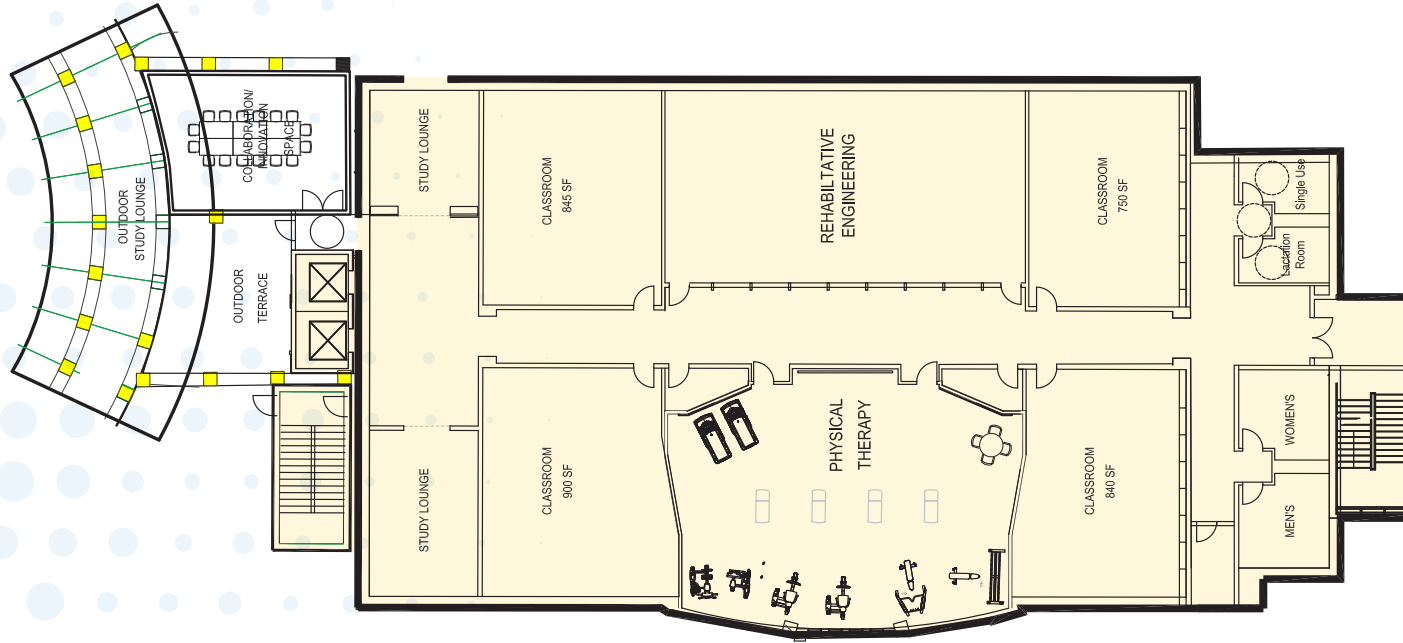 COLLABORATION/
INNOVATION
SPACE
OUTDOOR
STUDY LOUNGE
OUTDOOR
TERRACE
STUDY LOUNGE
CLASSROOM
845 SF
REHABILTATIVE
ENGINEERING
CLASSROOM
750 SF
Single Use
Lactation
Room
STUDY LOUNGE
CLASSROOM
900 SF
PHYSICAL
THERAPY
CLASSROOM
840 SF
WOMEN'S
MEN'S